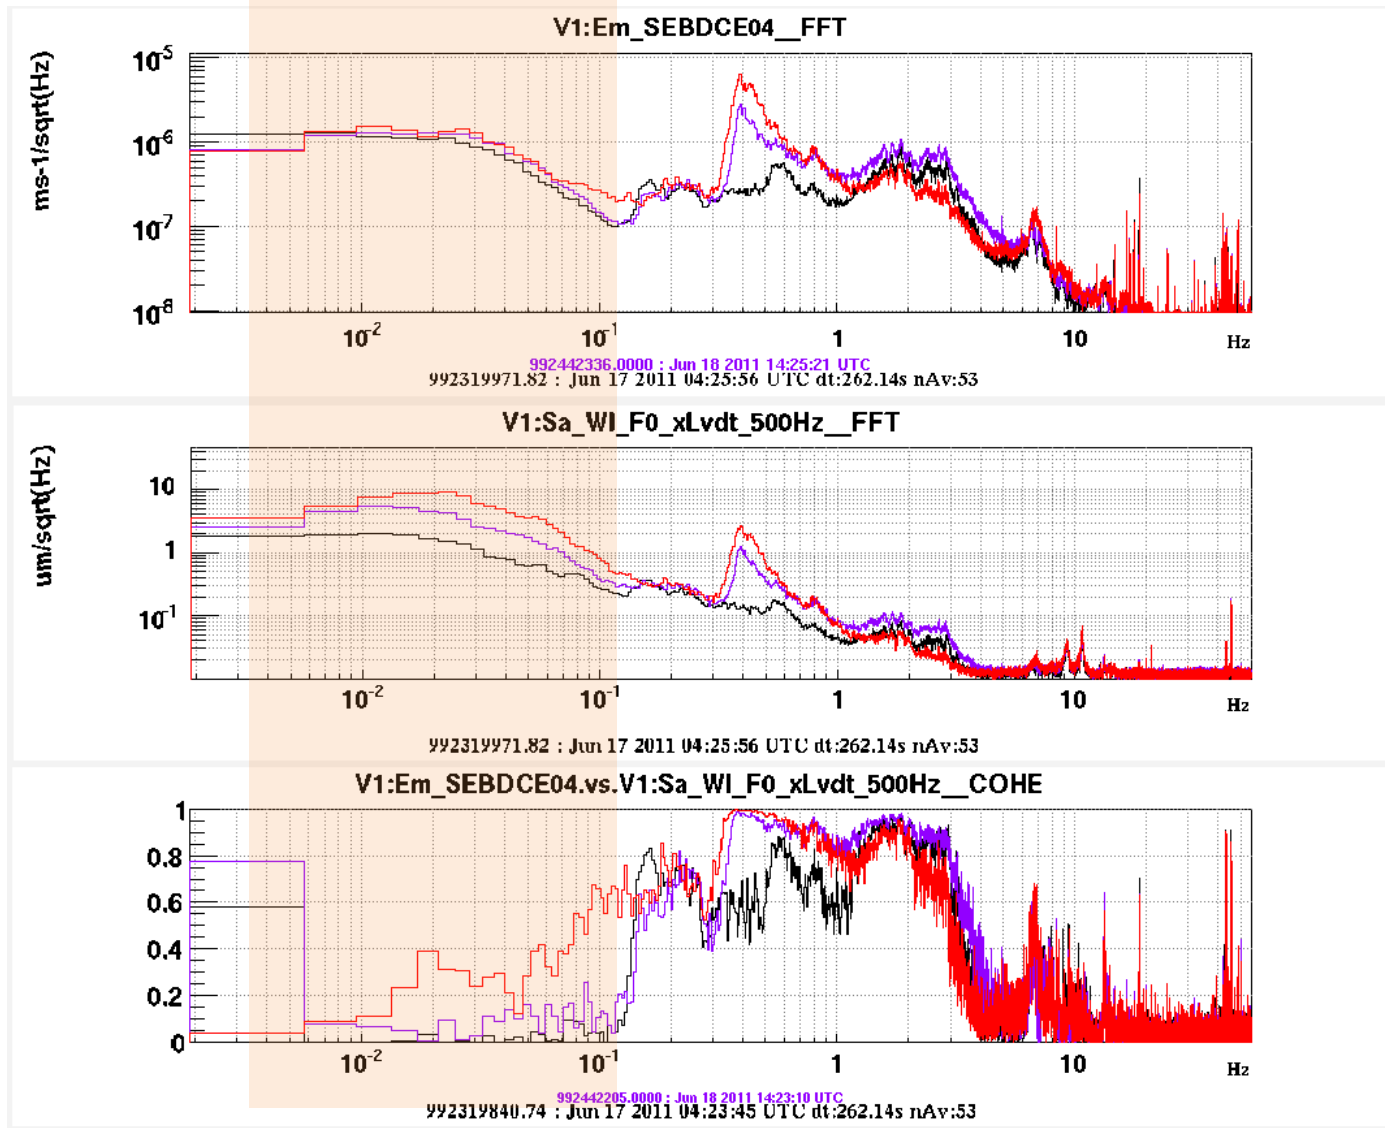 V1:Em_SEBDCE04__FFT
ms-1/sqrt(Hz)
10-5
10-6
10-7
10-8
10-2 10-1 1 10 Hz
992442336.0000 : Jun 18 2011 14:25:21 UTC
992319971.82 : Jun 17 2011 04:25:56 UTC dt:262.14s nAv:53
V1:Sa_WI_F0_xLvdt_500Hz__FFT
um/sqrt(Hz)
10
1
10-1
10-2 10-1 1 10 Hz
992319971.82 : Jun 17 2011 04:25:56 UTC dt:262.14s nAv:53
V1:Em_SEBDCE04.vs.V1:Sa_WI_F0_xLvdt_500Hz__COHE
1
0.8
0.6
0.4
0.2
0
10-2 10-1 1 10 Hz
992442205.0000 : Jun 18 2011 14:23:10 UTC
992319840.74 : Jun 17 2011 04:23:45 UTC dt:262.14s nAv:53